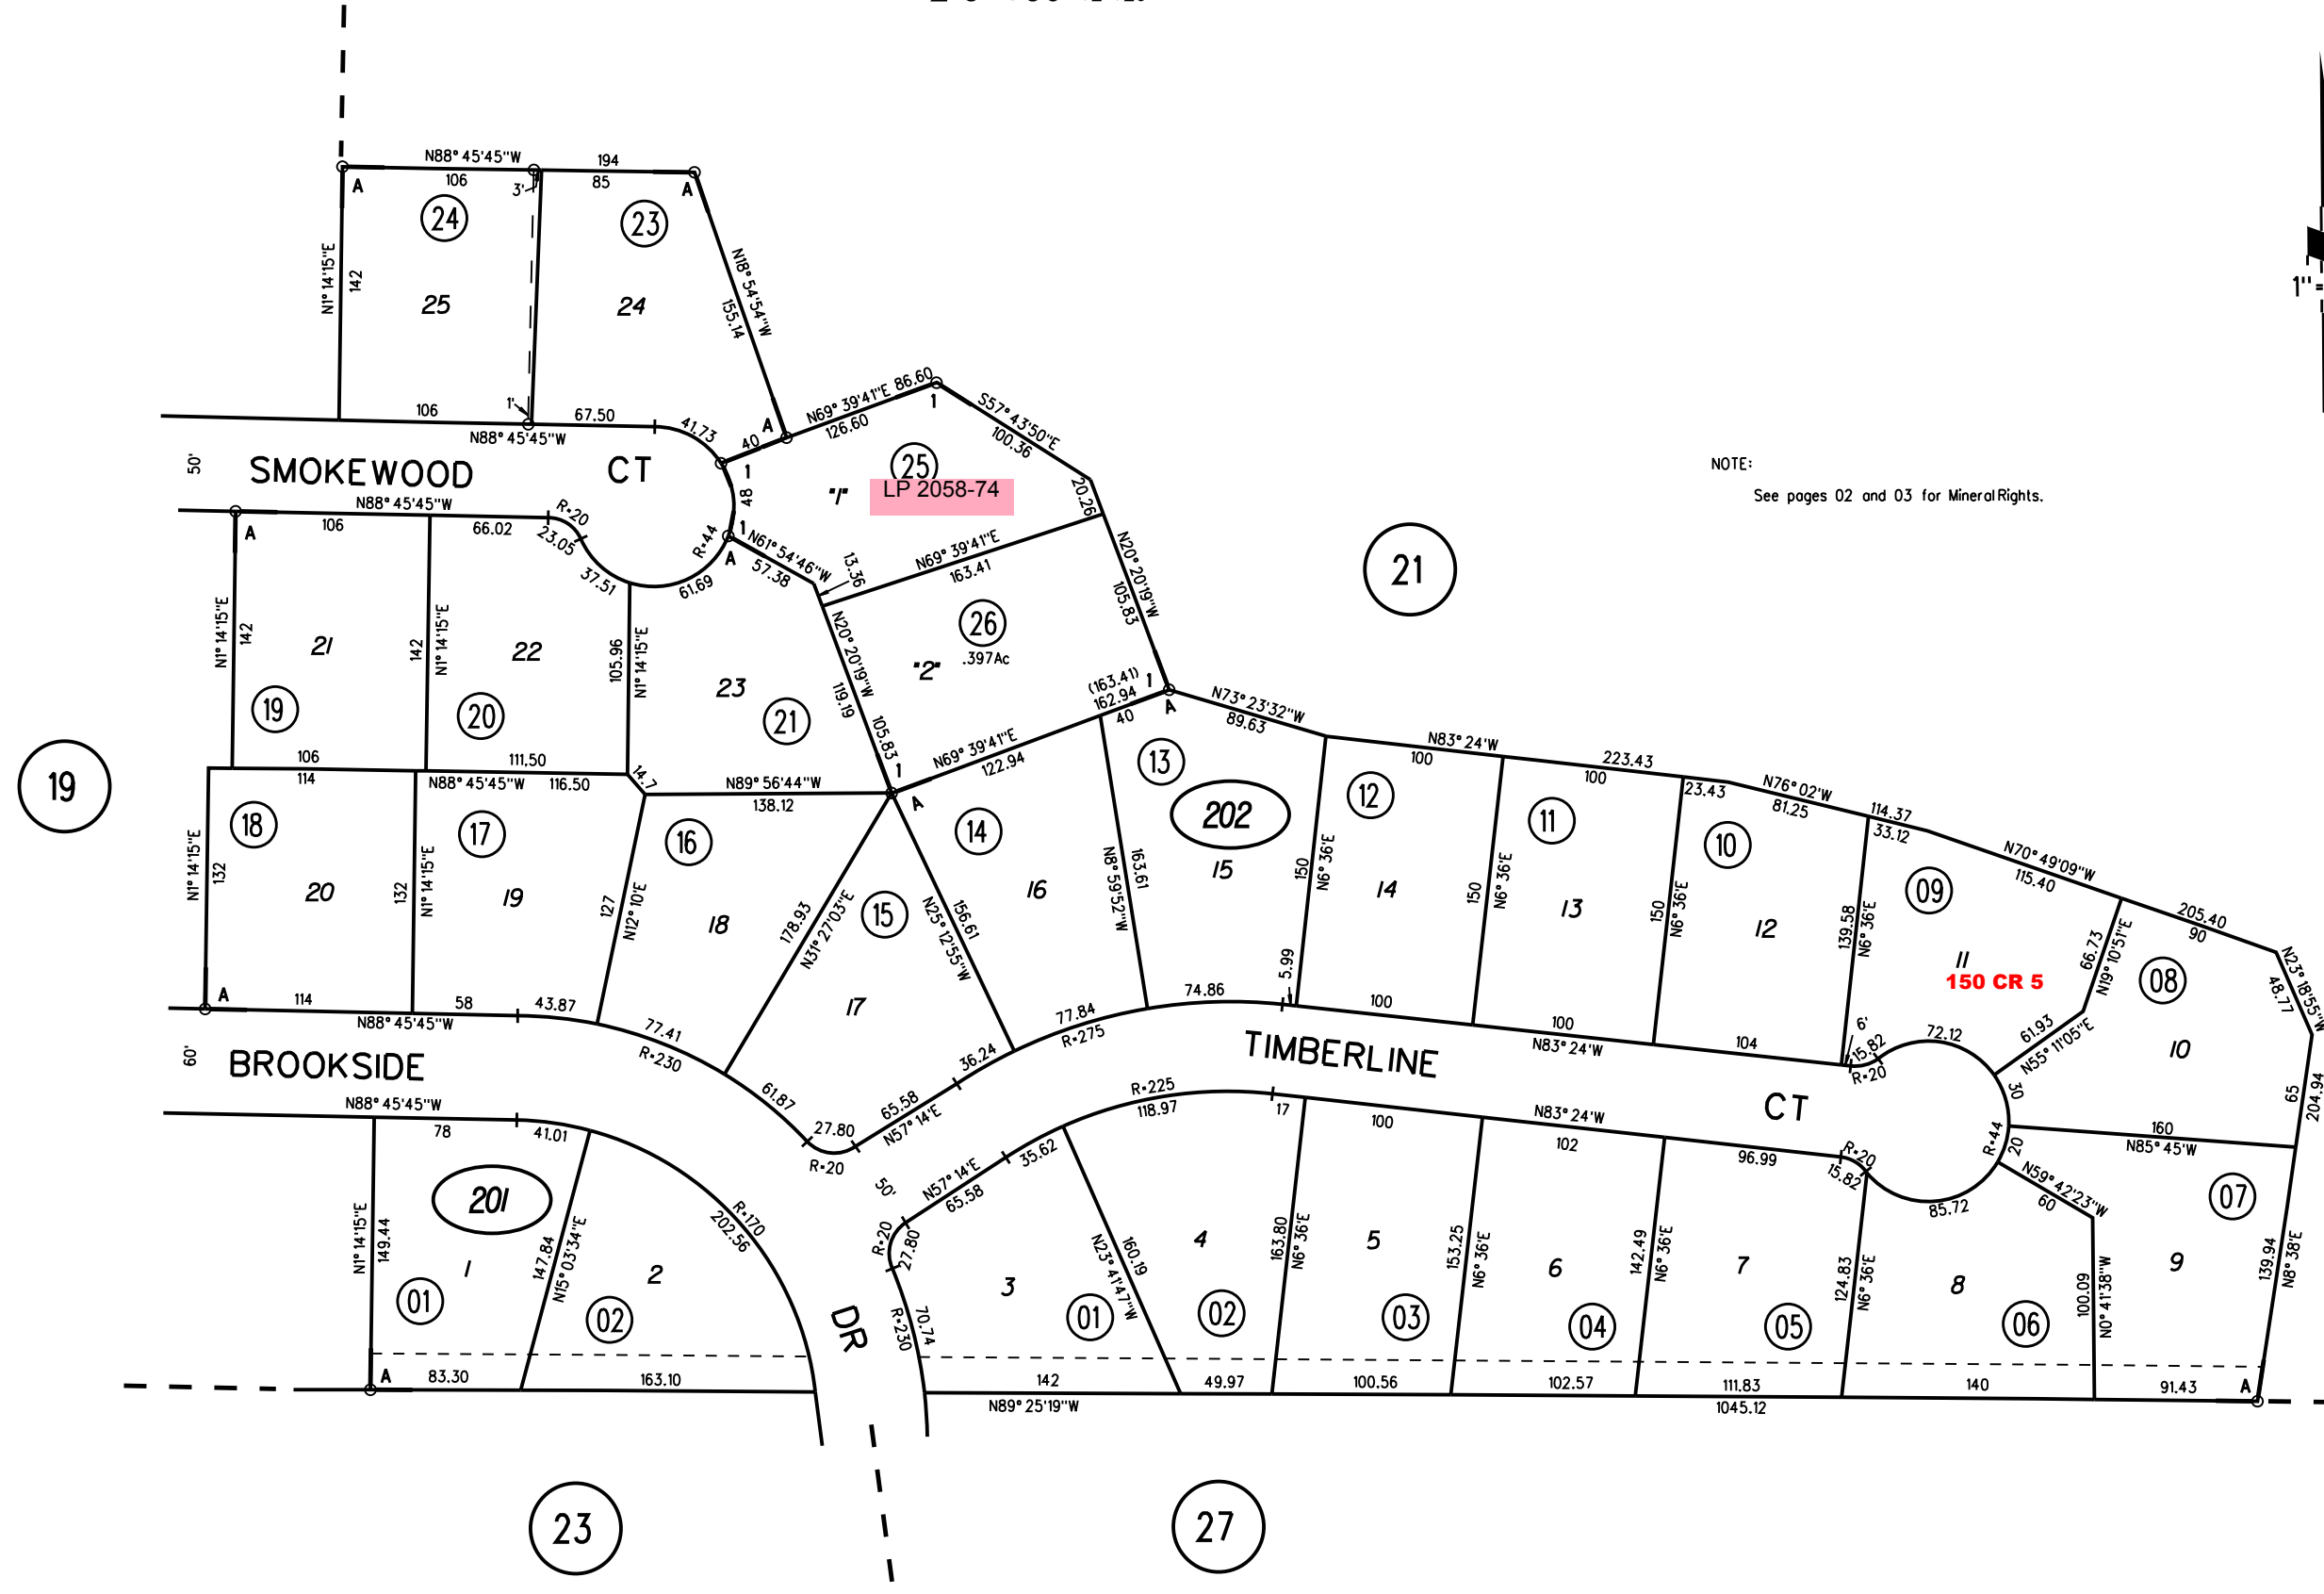 N88° 45'45"W
194
106
85
3'
A
A
24
23
N1° 14'15"E
142
25
24
N18° 54'54"W
155.14
106
1'
67.50
41.73
N88° 45'45"W
40
A
N69° 39'41"E
86.60
126.60
1
S57° 43'50"E
100.36
20.26
50'
SMOKEWOOD
CT
1
48
1
25
"1"
LP 2058-74
NOTE:
See pages 02 and 03 for Mineral Rights.
N88° 45'45"W
106
66.02
R=20
23.05
37.51
61.69
R=44
A
A
N61° 54'46"W
57.38
13.36
N69° 39'41"E
163.41
N20° 20'19"W
105.83
21
N1° 14'15"E
142
21
19
142
N1° 14'15"E
22
20
105.96
N1° 14'15"E
23
21
N20° 20'19"W
119.19
105.83
26
.397Ac
"2"
(163.41)
162.94
1
40
A
N69° 39'41"E
122.94
1
A
N73° 23'32"W
89.63
N83° 24'W
223.43
100
100
23.43
N76° 02'W
81.25
114.37
33.12
N70° 49'09"W
115.40
205.40
90
N23° 18'55"W
48.77
19
106
114
111.50
N88° 45'45"W
116.50
14.7
N89° 56'44"W
138.12
N1° 14'15"E
132
18
20
132
N1° 14'15"E
17
19
127
N12° 10'E
16
18
178.93
N31° 27'03"E
15
17
N25° 12'55"W
156.61
14
16
N8° 59'52"W
163.61
13
202
15
5.99
150
N6° 36'E
12
14
150
N6° 36'E
11
13
150
N6° 36'E
10
12
139.58
N6° 36'E
09
11
150 CR 5
66.73
N19° 10'51"E
61.93
N55° 11'05"E
08
10
65
204.94
A
114
58
43.87
N88° 45'45"W
77.41
R=230
61.87
27.80
R=20
65.58
N57° 14'E
36.24
77.84
R=275
74.86
100
100
N83° 24'W
104
6'
15.82
R=20
72.12
30
R=44
20
60'
BROOKSIDE
TIMBERLINE
CT
160
N85° 45'W
N88° 45'45"W
78
41.01
R=170
202.56
50'
N57° 14'E
65.58
35.62
R=225
118.97
17
100
N83° 24'W
102
96.99
R=20
15.82
85.72
N59° 42'23"W
60
201
N1° 14'15"E
149.44
1
01
147.84
N15° 03'34"E
2
02
DR
R=20
27.80
R=230
70.74
3
01
160.19
N23° 41'47"W
4
02
163.80
N6° 36'E
5
03
153.25
N6° 36'E
6
04
142.49
N6° 36'E
7
05
124.83
N6° 36'E
8
06
100.09
N0° 41'38"W
9
07
139.94
N8° 38'E
A
83.30
163.10
142
49.97
100.56
102.57
111.83
140
91.43
A
N89° 25'19"W
1045.12
23
27
1"=